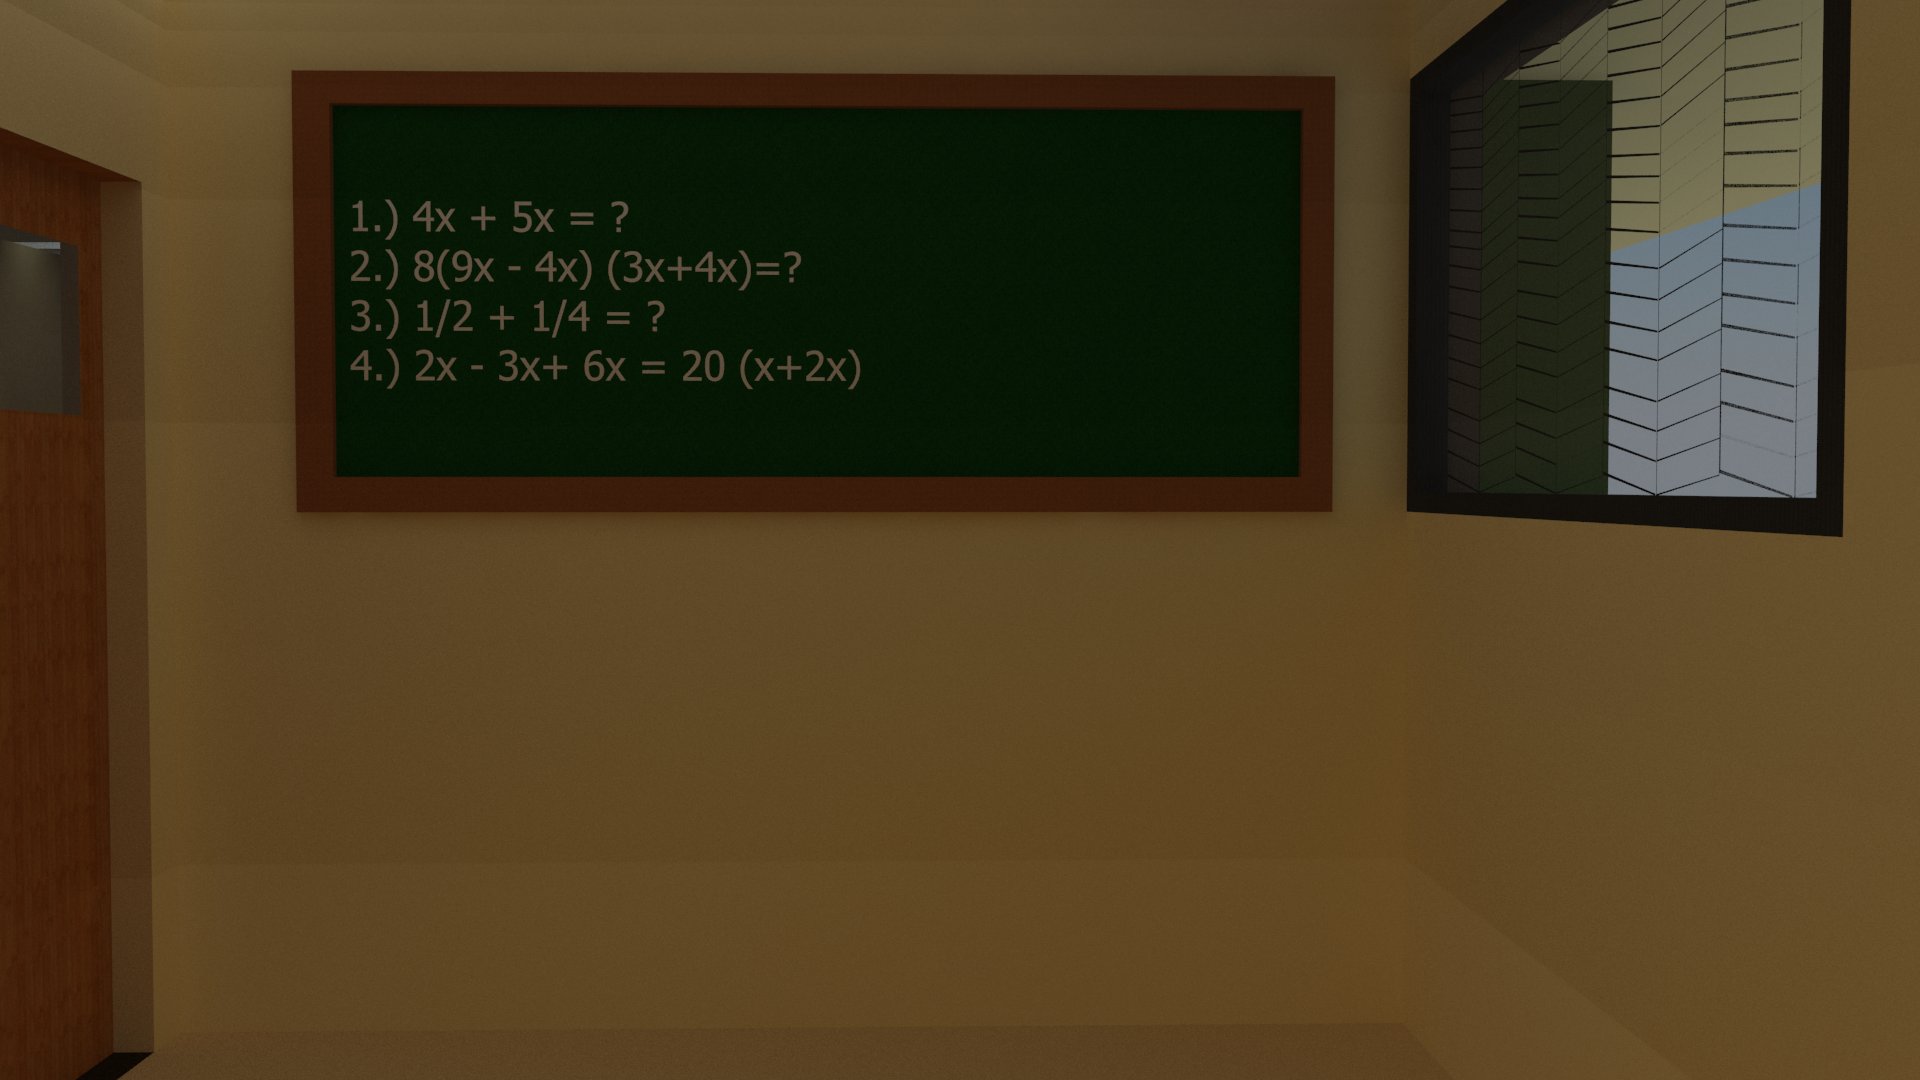 1.) 4x + 5x = ?
2.) 8(9x - 4x) (3x+4x)=?
3.) 1/2 + 1/4 = ?
4.) 2x - 3x+ 6x = 20 (x+2x)